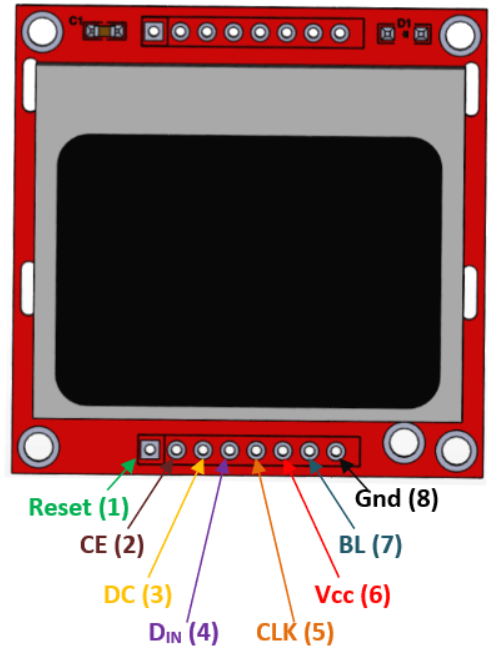 C1
D1
Reset (1)
Gnd (8)
CE (2)
BL (7)
DC (3)
Vcc (6)
DIN (4)
CLK (5)